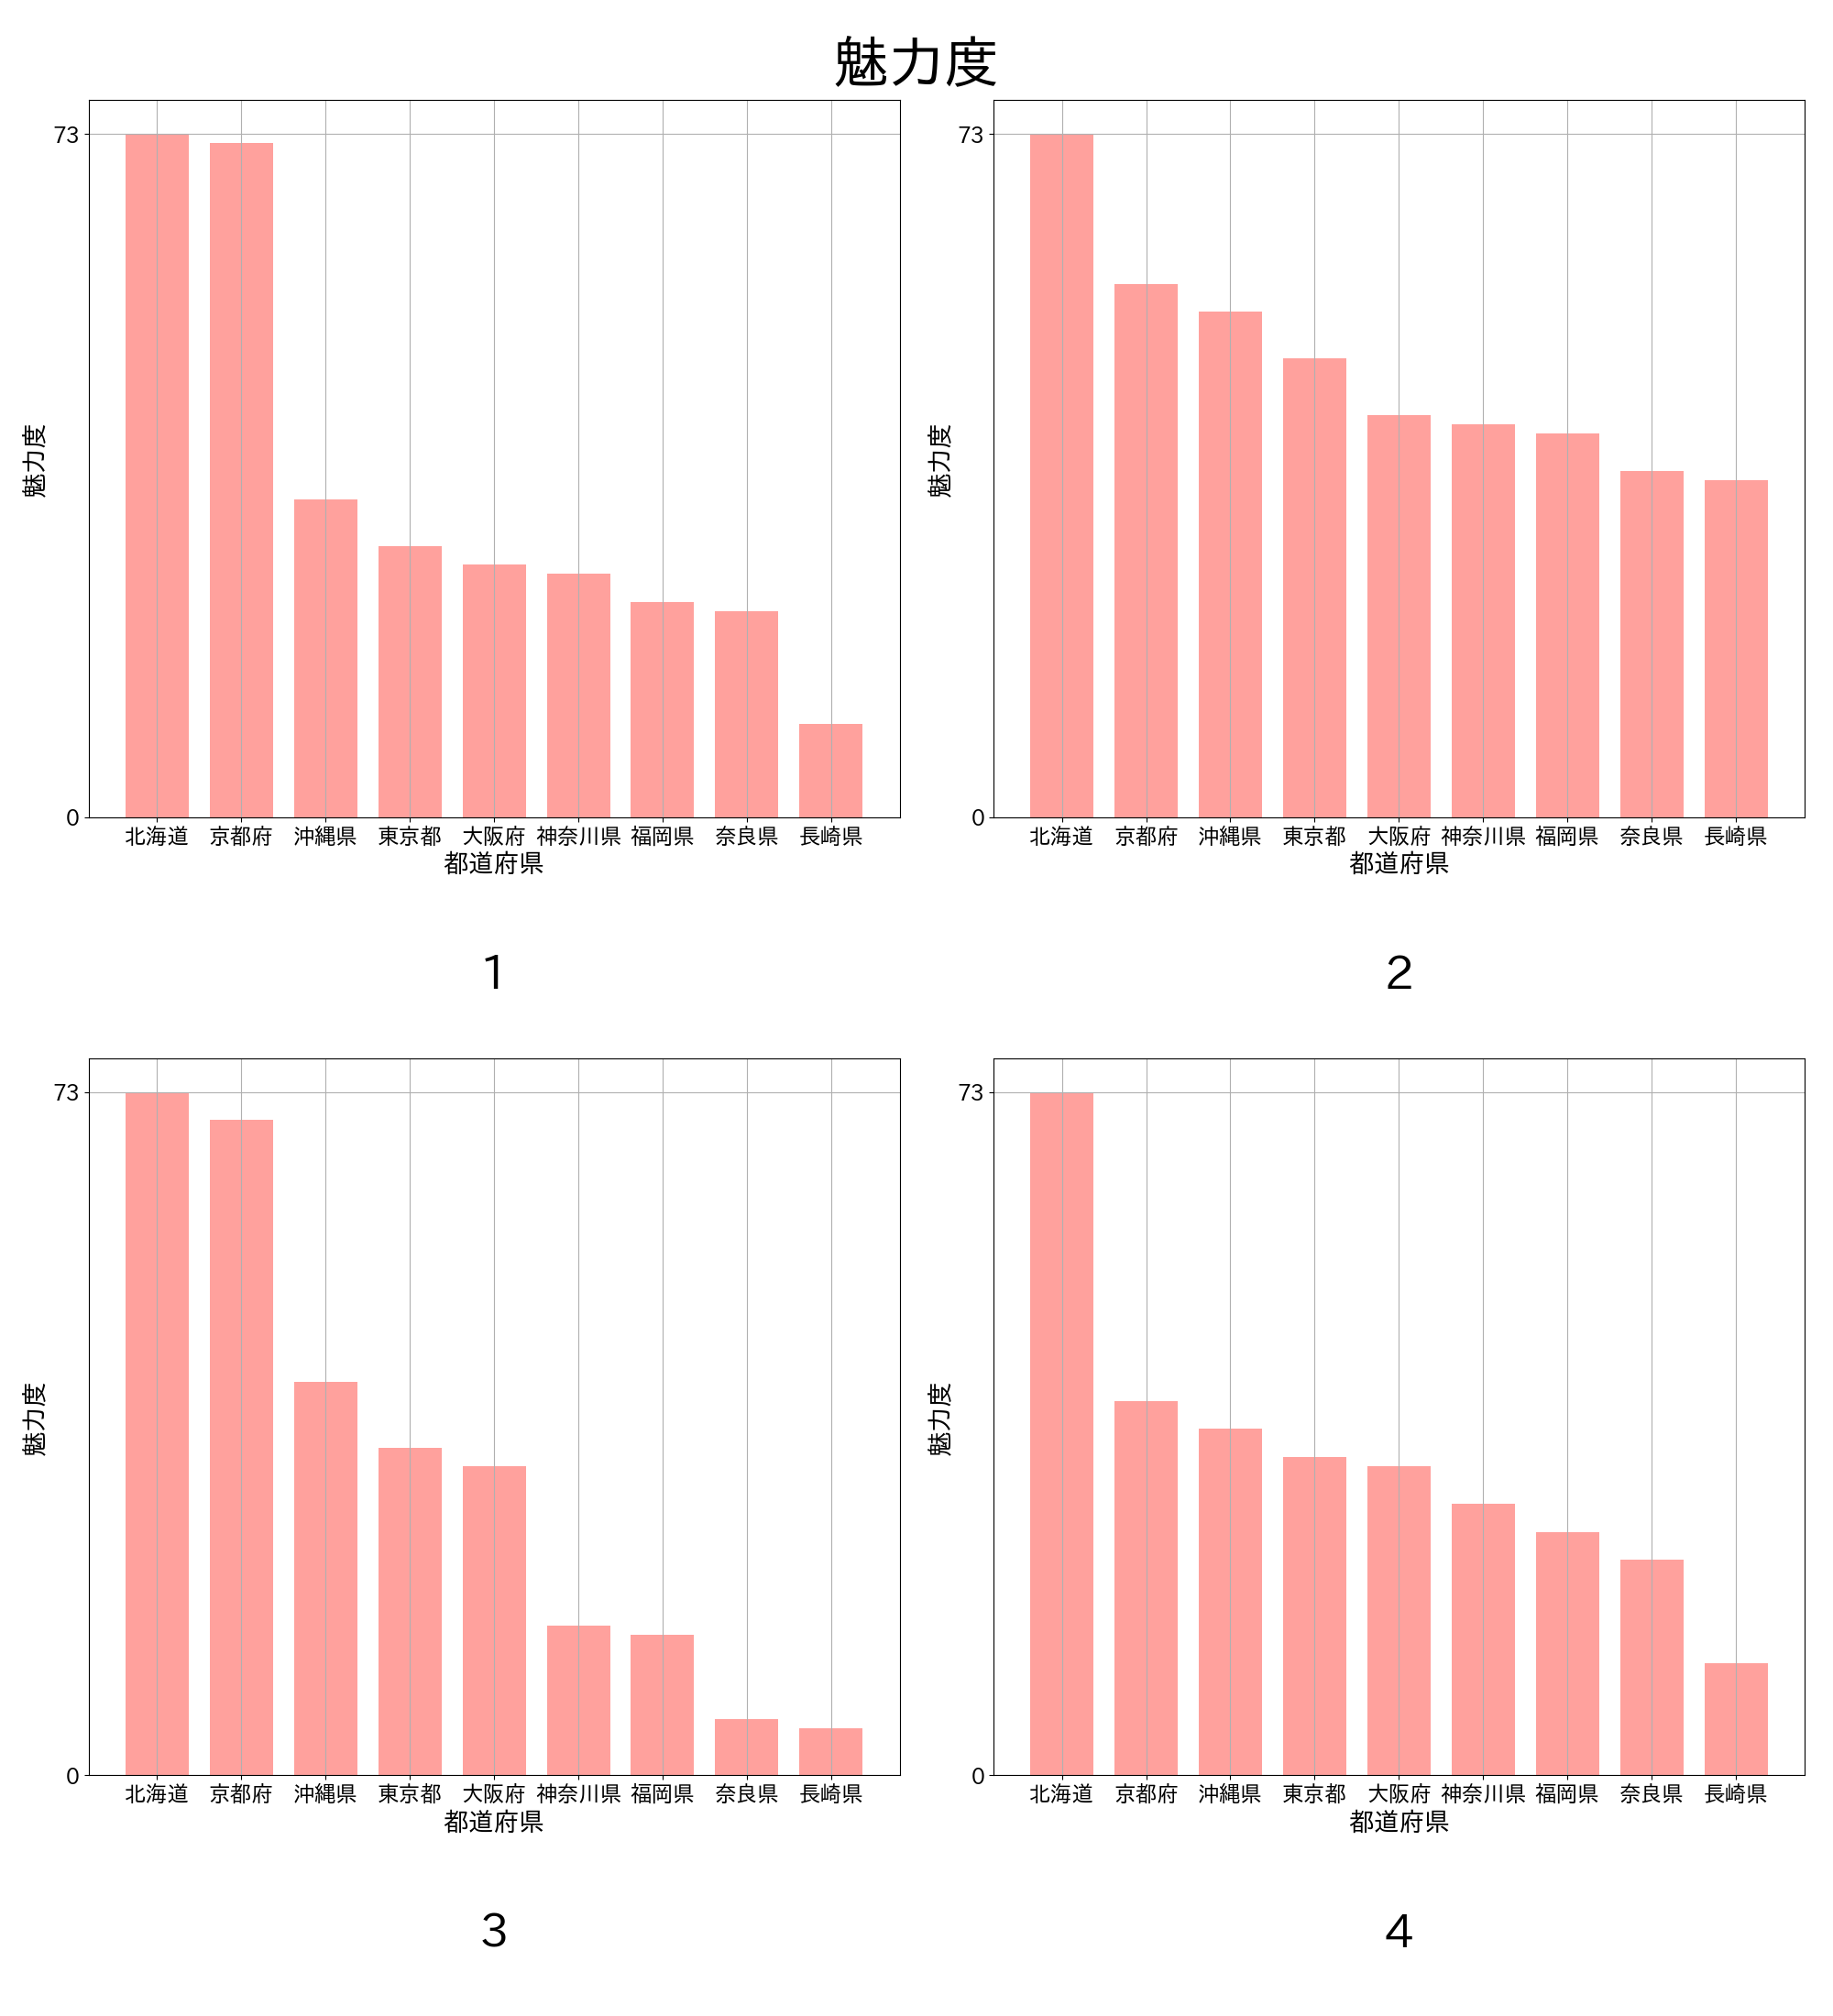 魅力度
73
0
魅力度
北海道 京都府 沖縄県 東京都 大阪府 神奈川県 福岡県 奈良県 長崎県
都道府県
1
73
0
魅力度
北海道 京都府 沖縄県 東京都 大阪府 神奈川県 福岡県 奈良県 長崎県
都道府県
2
73
0
魅力度
北海道 京都府 沖縄県 東京都 大阪府 神奈川県 福岡県 奈良県 長崎県
都道府県
3
73
0
魅力度
北海道 京都府 沖縄県 東京都 大阪府 神奈川県 福岡県 奈良県 長崎県
都道府県
4